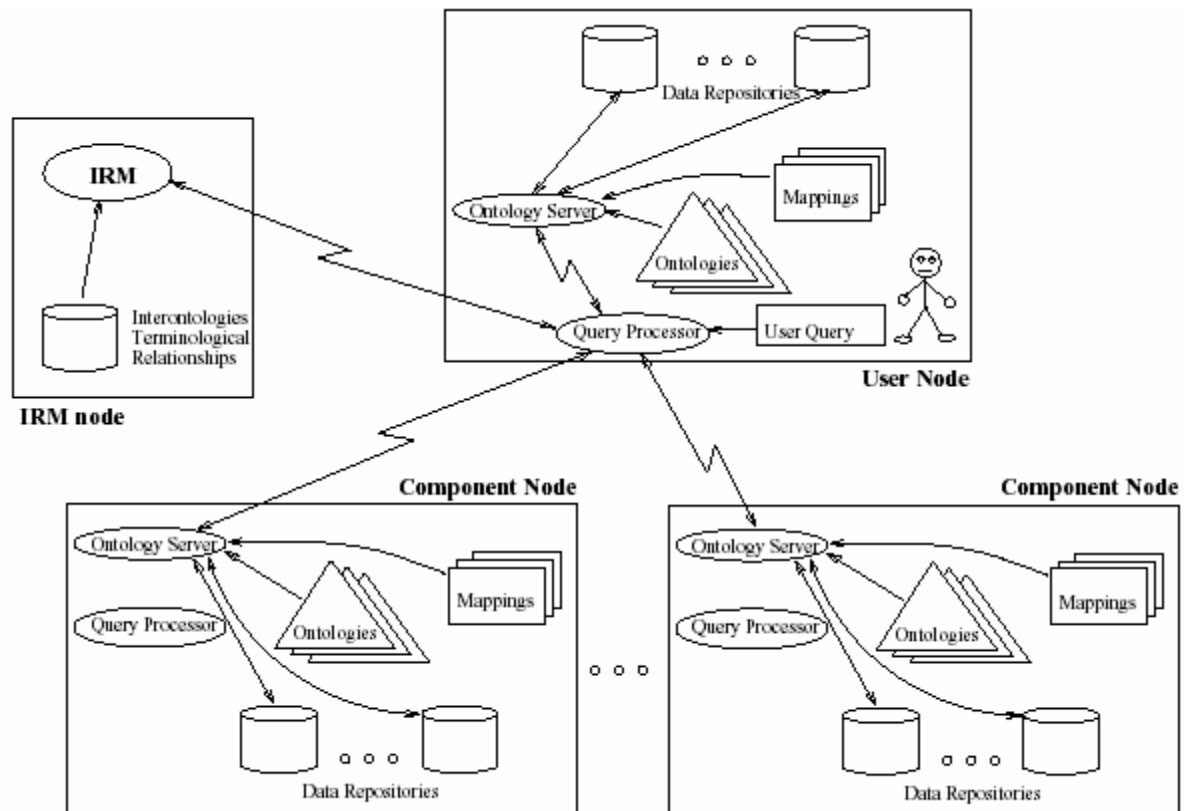 Data Repositories
IRM
Ontology Server
Mappings
Ontologies
Interontologies
Terminological
Relationships
Query Processor
User Query
User Node
IRM node
Component Node
Ontology Server
Mappings
Query Processor
Ontologies
Data Repositories
Component Node
Ontology Server
Mappings
Query Processor
Ontologies
Data Repositories